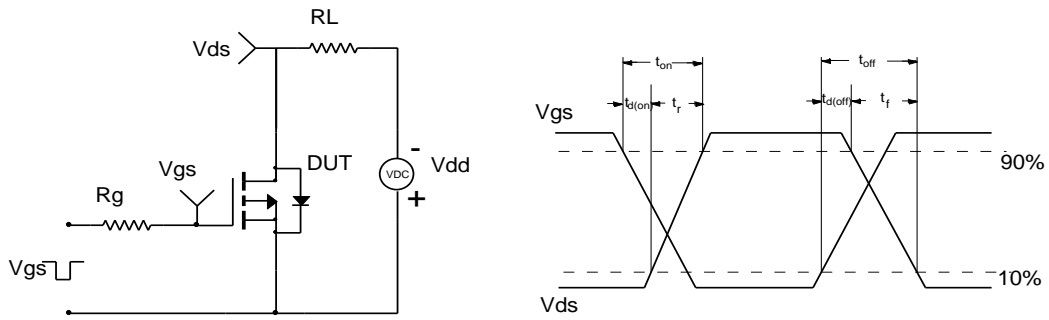 RL
Vds
DUT
Vgs
Rg
VDC
-
+
Vdd
Vgs
ton
toff
td(on)
tr
td(off)
tf
Vgs
90%
10%
Vds